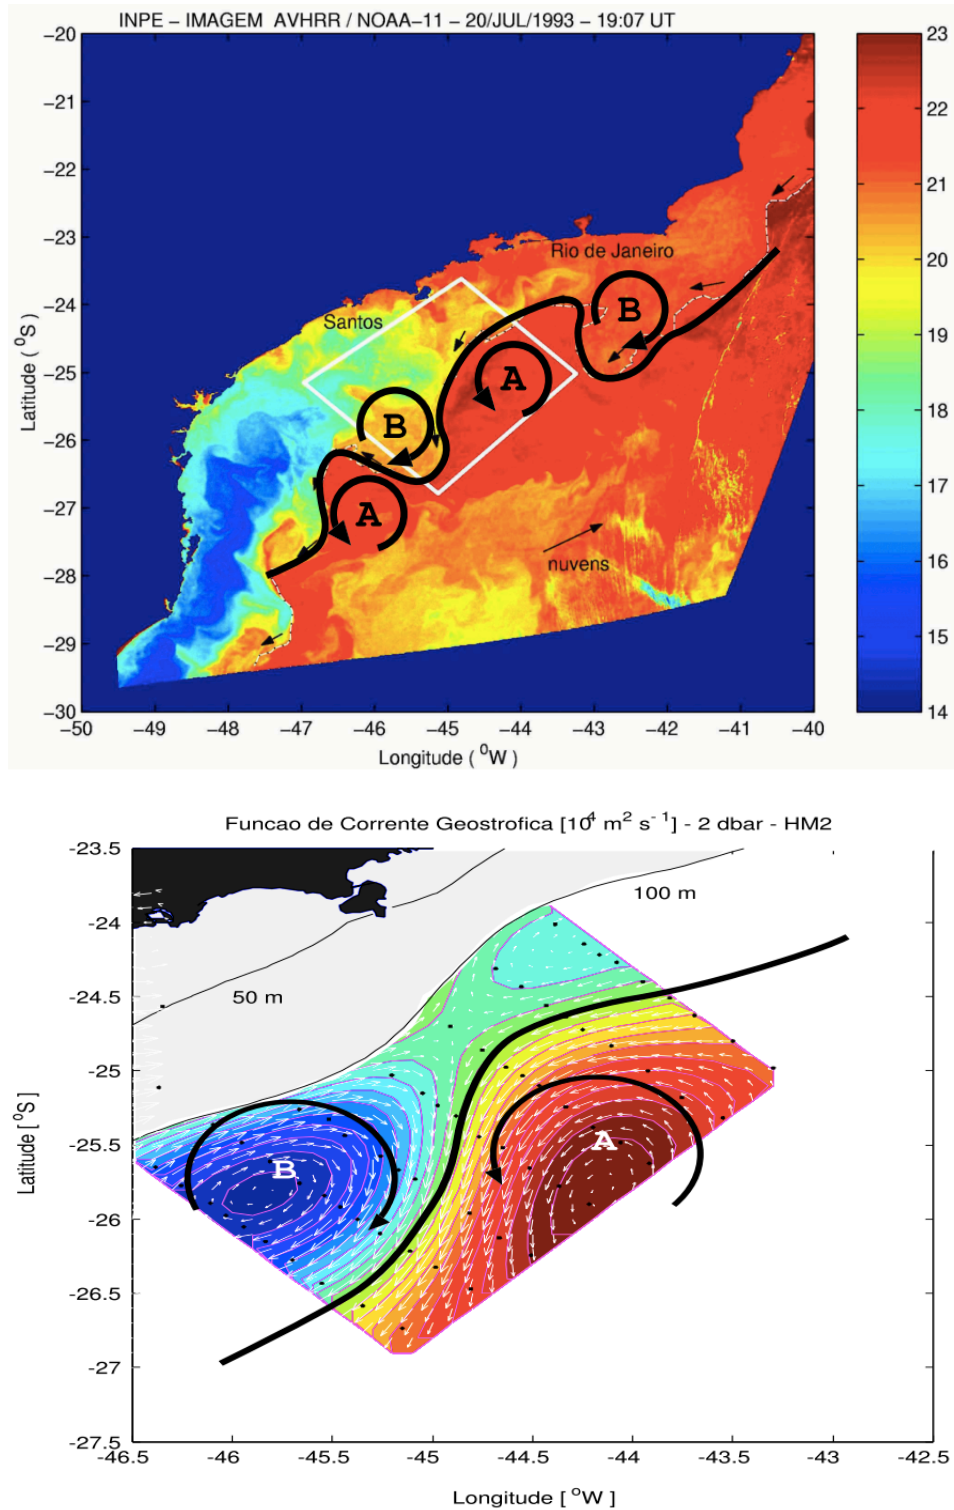 INPE – IMAGEM AVHRR / NOAA–11 – 20/JUL/1993 – 19:07 UT
−20
−21
−22
−23
−24
−25
−26
−27
−28
−29
−30
Latitude ( ºS)
−50
−49
−48
−47
−46
−45
−44
−43
−42
−41
−40
Longitude ( ºW )
23
22
21
20
19
18
17
16
15
14
Rio de Janeiro
Santos
B
A
B
A
nuvens
Funcao de Corrente Geostrofica [10⁴ m² s⁻¹] - 2 dbar - HM2
-23.5
-24
-24.5
-25
-25.5
-26
-26.5
-27
-27.5
Latitude [ ºS]
100 m
50 m
B
A
-46.5
-46
-45.5
-45
-44.5
-44
-43.5
-43
-42.5
Longitude [ ºW]